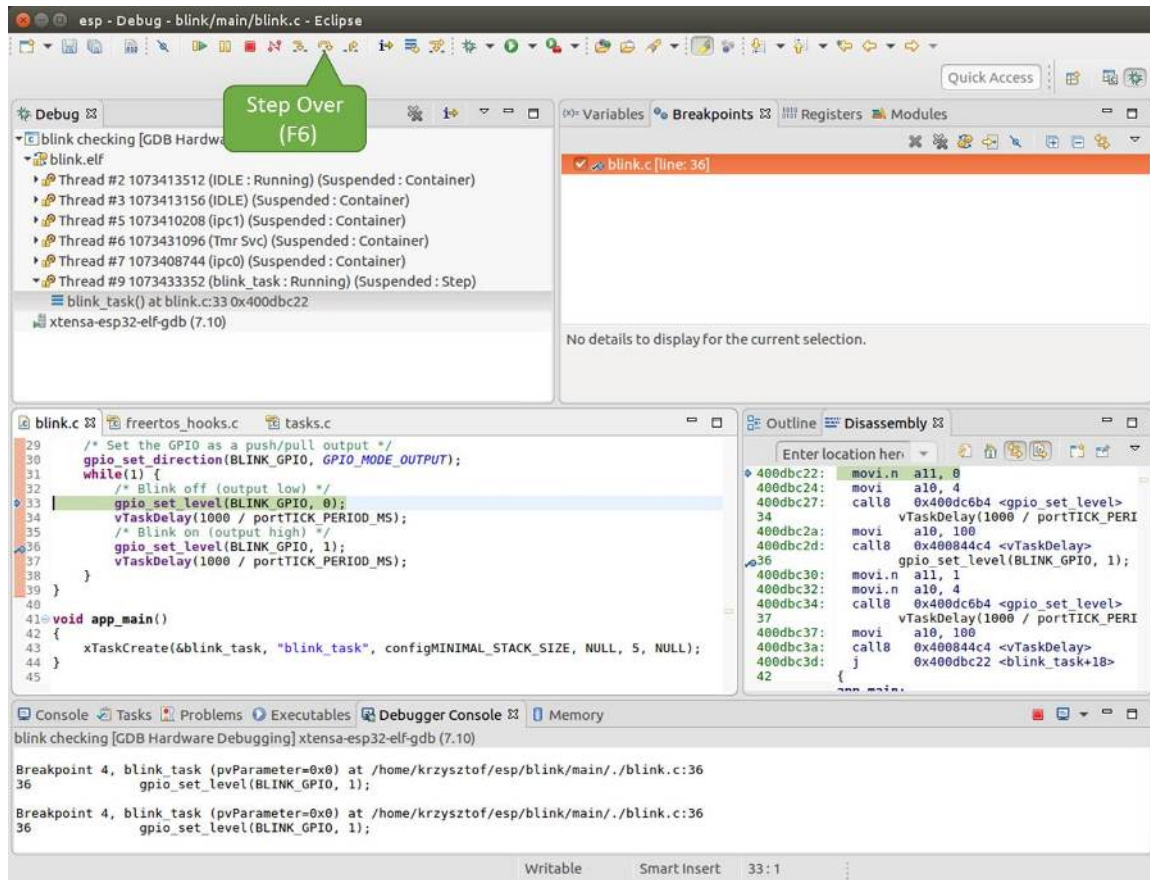 esp - Debug - blink/main/blink.c - Eclipse
Quick Access
Step Over
(F6)
Debug
blink checking [GDB Hardwa
blink.elf
Thread #2 1073413512 (IDLE : Running) (Suspended : Container)
Thread #3 1073413156 (IDLE) (Suspended : Container)
Thread #5 1073410208 (ipc1) (Suspended : Container)
Thread #6 1073431096 (Tmr Svc) (Suspended : Container)
Thread #7 1073408744 (ipc0) (Suspended : Container)
Thread #9 1073433352 (blink_task : Running) (Suspended : Step)
blink_task() at blink.c:33 0x400dbc22
xtensa-esp32-elf-gdb (7.10)
(x)= Variables Breakpoints Registers Modules
blink.c [line: 36]
No details to display for the current selection.
blink.c freertos_hooks.c tasks.c
29 /* Set the GPIO as a push/pull output */
30 gpio_set_direction(BLINK_GPIO, GPIO_MODE_OUTPUT);
31 while(1) {
32 /* Blink off (output low) */
33 gpio_set_level(BLINK_GPIO, 0);
34 vTaskDelay(1000 / portTICK_PERIOD_MS);
35 /* Blink on (output high) */
36 gpio_set_level(BLINK_GPIO, 1);
37 vTaskDelay(1000 / portTICK_PERIOD_MS);
38 }
39 }
40
41 void app_main()
42 {
43 xTaskCreate(&blink_task, "blink_task", configMINIMAL_STACK_SIZE, NULL, 5, NULL);
44 }
45
Outline Disassembly
Enter location her
400dbc22: movi.n a11, 0
400dbc24: movi a10, 4
400dbc27: call8 0x400dc6b4 <gpio_set_level>
34 vTaskDelay(1000 / portTICK_PERI
400dbc2a: movi a10, 100
400dbc2d: call8 0x400844c4 <vTaskDelay>
36 gpio_set_level(BLINK_GPIO, 1);
400dbc30: movi.n a11, 1
400dbc32: movi.n a10, 4
400dbc34: call8 0x400dc6b4 <gpio_set_level>
37 vTaskDelay(1000 / portTICK_PERI
400dbc37: movi a10, 100
400dbc3a: call8 0x400844c4 <vTaskDelay>
400dbc3d: j 0x400dbc22 <blink_task+18>
42 {
app_main:
Console Tasks Problems Executables Debugger Console Memory
blink checking [GDB Hardware Debugging] xtensa-esp32-elf-gdb (7.10)
Breakpoint 4, blink_task (pvParameter=0x0) at /home/krzysztof/esp/blink/main/./blink.c:36
36 gpio_set_level(BLINK_GPIO, 1);
Breakpoint 4, blink_task (pvParameter=0x0) at /home/krzysztof/esp/blink/main/./blink.c:36
36 gpio_set_level(BLINK_GPIO, 1);
Writable Smart Insert 33 : 1